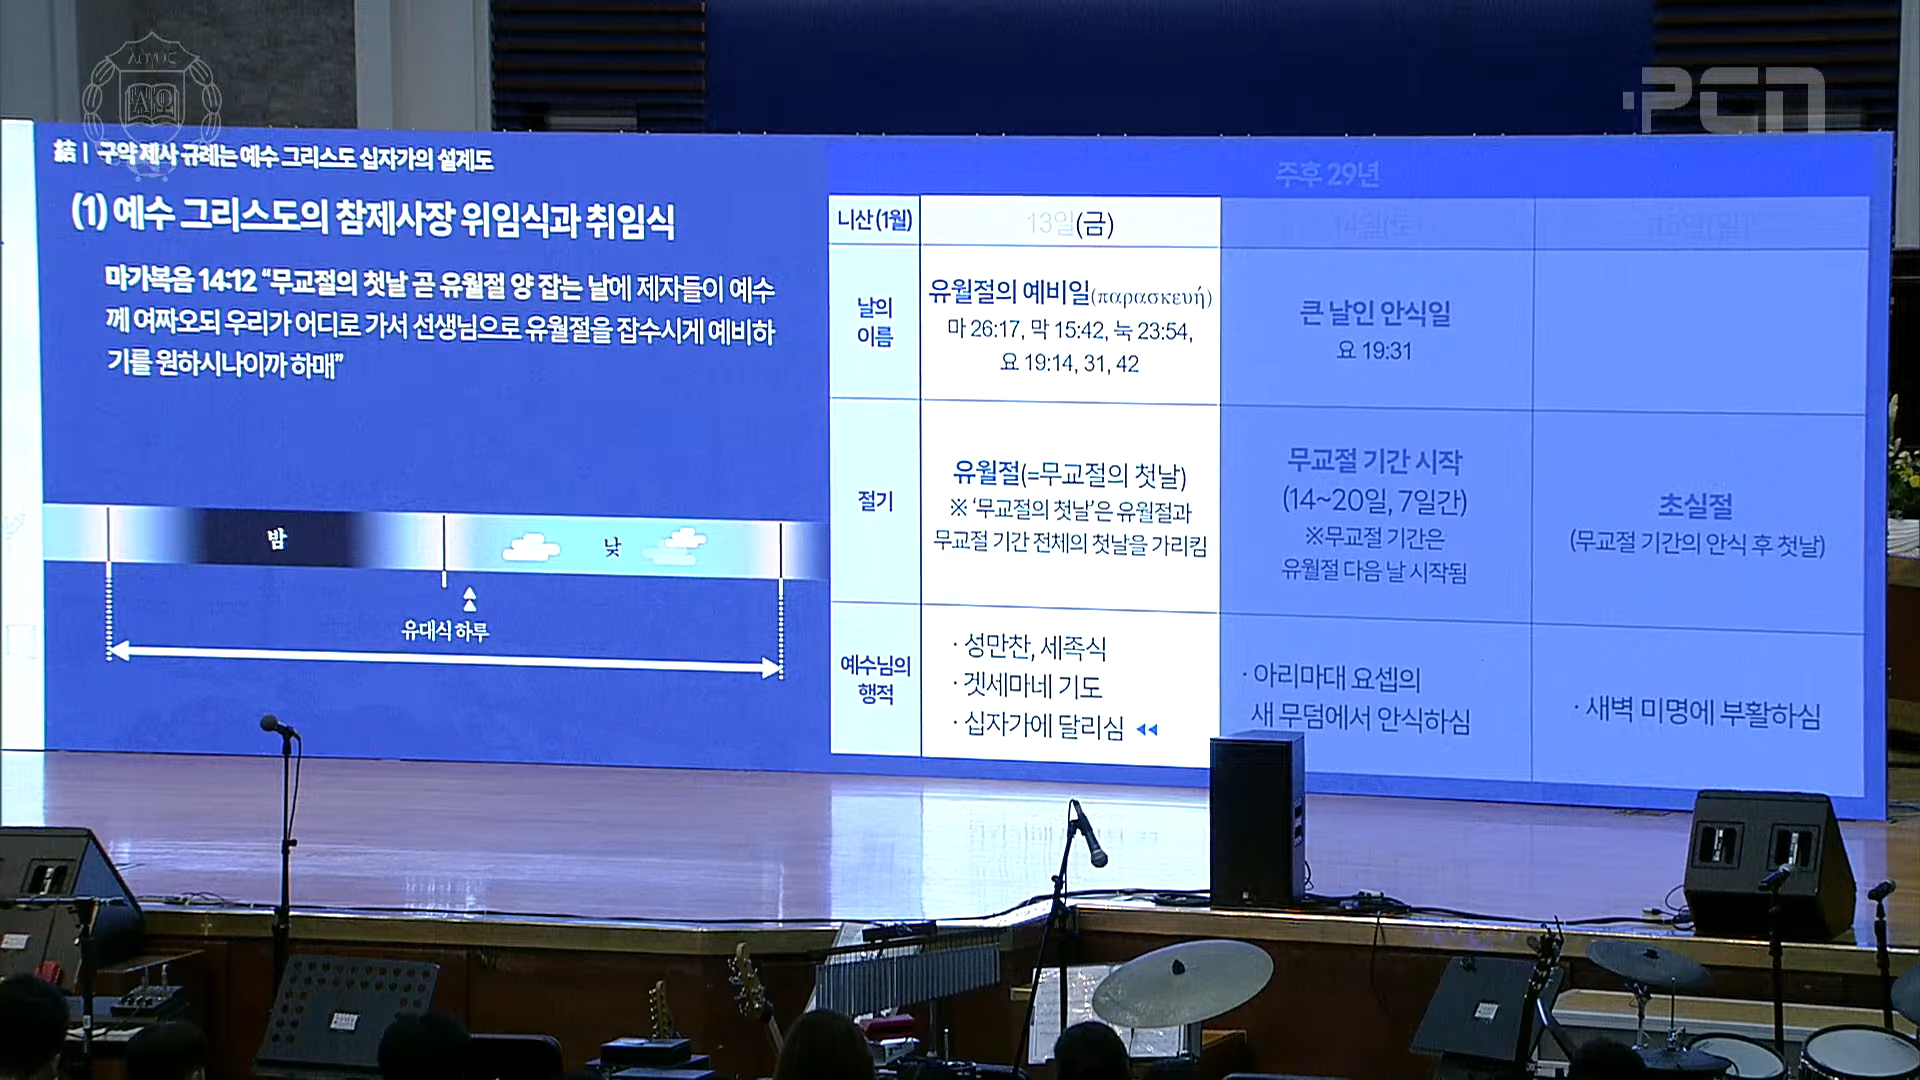 λόγος
ΑΩ
PCN
結 | 구약 제사 규례는 예수 그리스도 십자가의 설계도
(1) 예수 그리스도의 참제사장 위임식과 취임식
마가복음 14:12 “무교절의 첫날 곧 유월절 양 잡는 날에 제자들이 예수
께 여짜오되 우리가 어디로 가서 선생님으로 유월절을 잡수시게 예비하
기를 원하시나이까 하매”
밤
낮
유대식 하루
주후 29년
니산 (1월)
13일(금)
14일(토)
15일(일)
날의
이름
유월절의 예비일(παρασκευή)
마 26:17, 막 15:42, 눅 23:54,
요 19:14, 31, 42
큰 날인 안식일
요 19:31
절기
유월절(=무교절의 첫날)
※ ‘무교절의 첫날’은 유월절과
무교절 기간 전체의 첫날을 가리킴
무교절 기간 시작
(14~20일, 7일간)
※무교절 기간은
유월절 다음 날 시작됨
초실절
(무교절 기간의 안식 후 첫날)
예수님의
행적
· 성만찬, 세족식
· 겟세마네 기도
· 십자가에 달리심
· 아리마대 요셉의
새 무덤에서 안식하심
· 새벽 미명에 부활하심